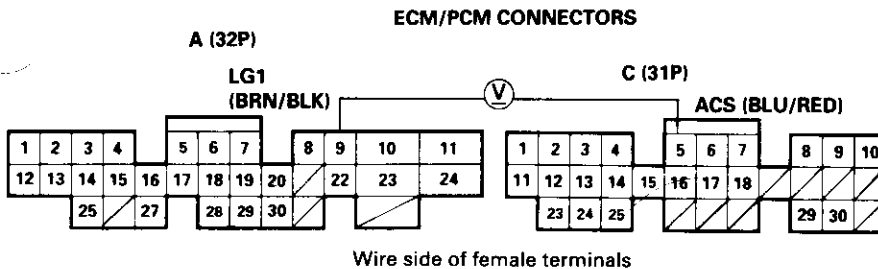 ECM/PCM CONNECTORS
A (32P)
C (31P)
LG1
(BRN/BLK)
V
ACS (BLU/RED)
1 2 3 4 5 6 7 8 9 10 11
12 13 14 15 16 17 18 19 20 22 23 24
25 27 28 29 30
1 2 3 4 5 6 7 8 9 10
11 12 13 14 15 16 17 18
23 24 25 29 30
Wire side of female terminals